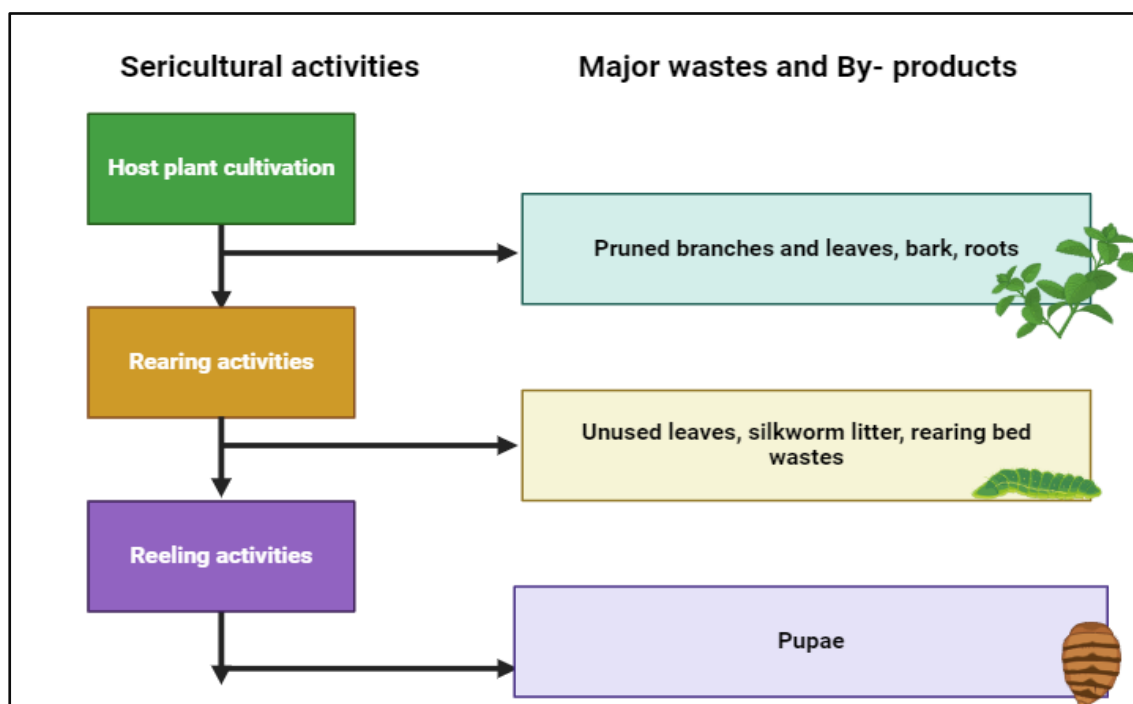 Sericultural activities
Major wastes and By- products
Host plant cultivation
Pruned branches and leaves, bark, roots
Rearing activities
Unused leaves, silkworm litter, rearing bed
wastes
Reeling activities
Pupae